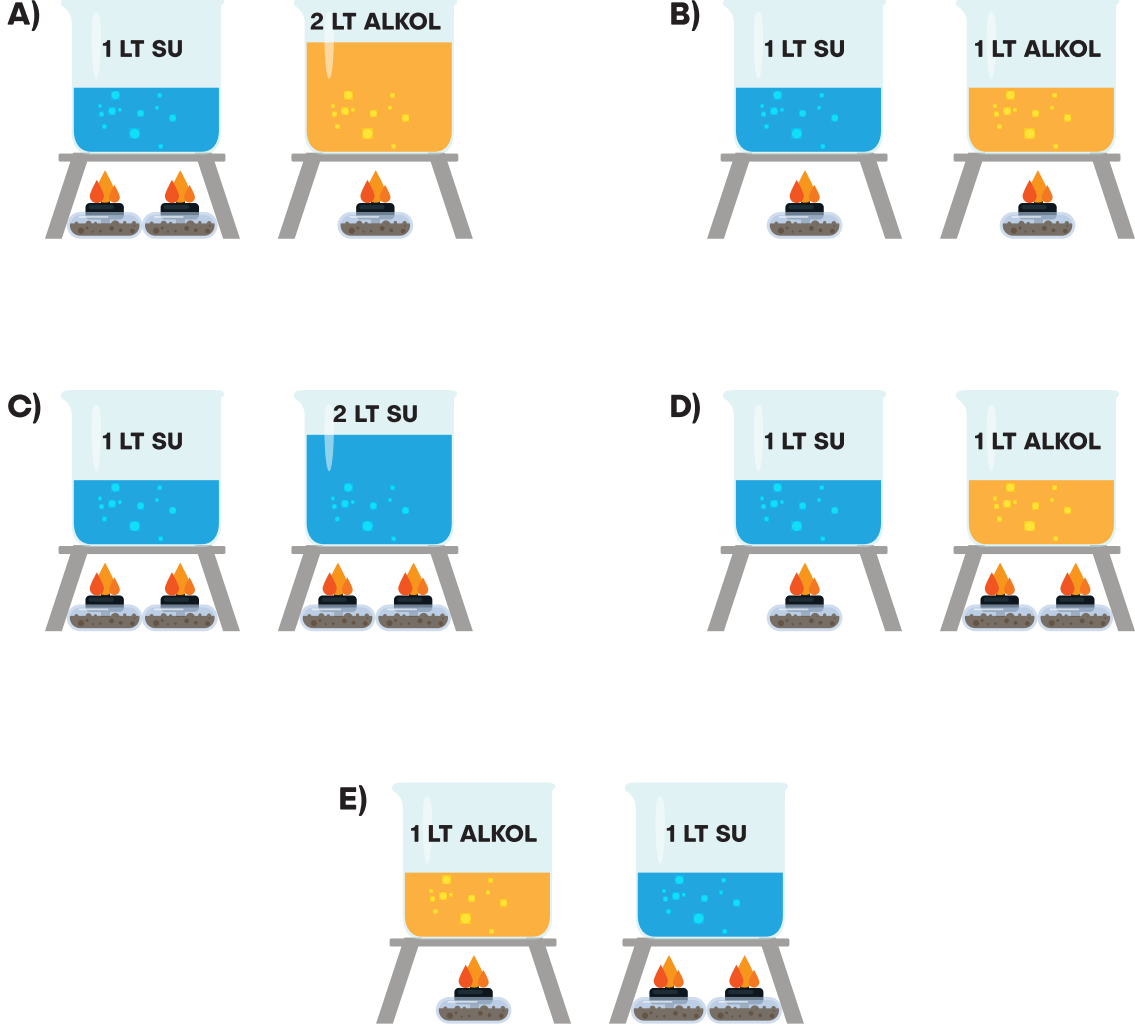 A)
1 LT SU
2 LT ALKOL
B)
1 LT SU
1 LT ALKOL
C)
1 LT SU
2 LT SU
D)
1 LT SU
1 LT ALKOL
E)
1 LT ALKOL
1 LT SU